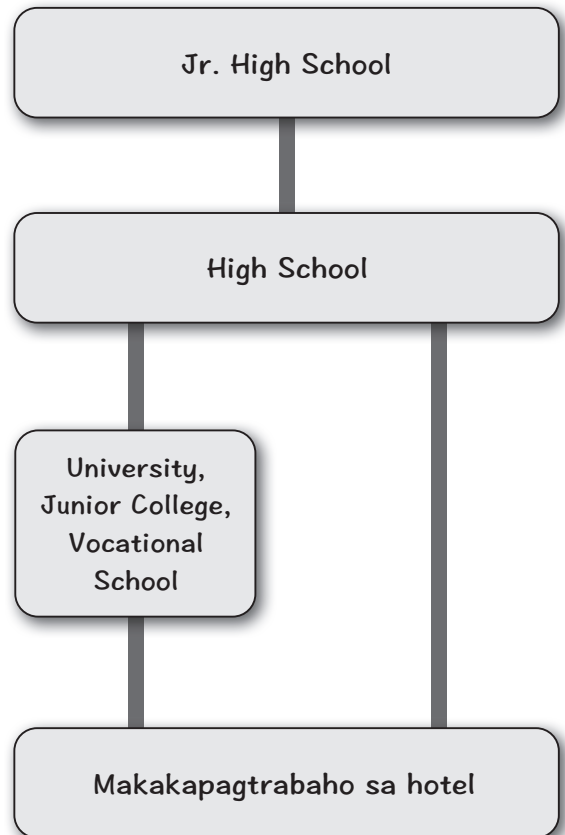 Jr. High School
High School
University,
Junior College,
Vocational
School
Makakapagtrabaho sa hotel